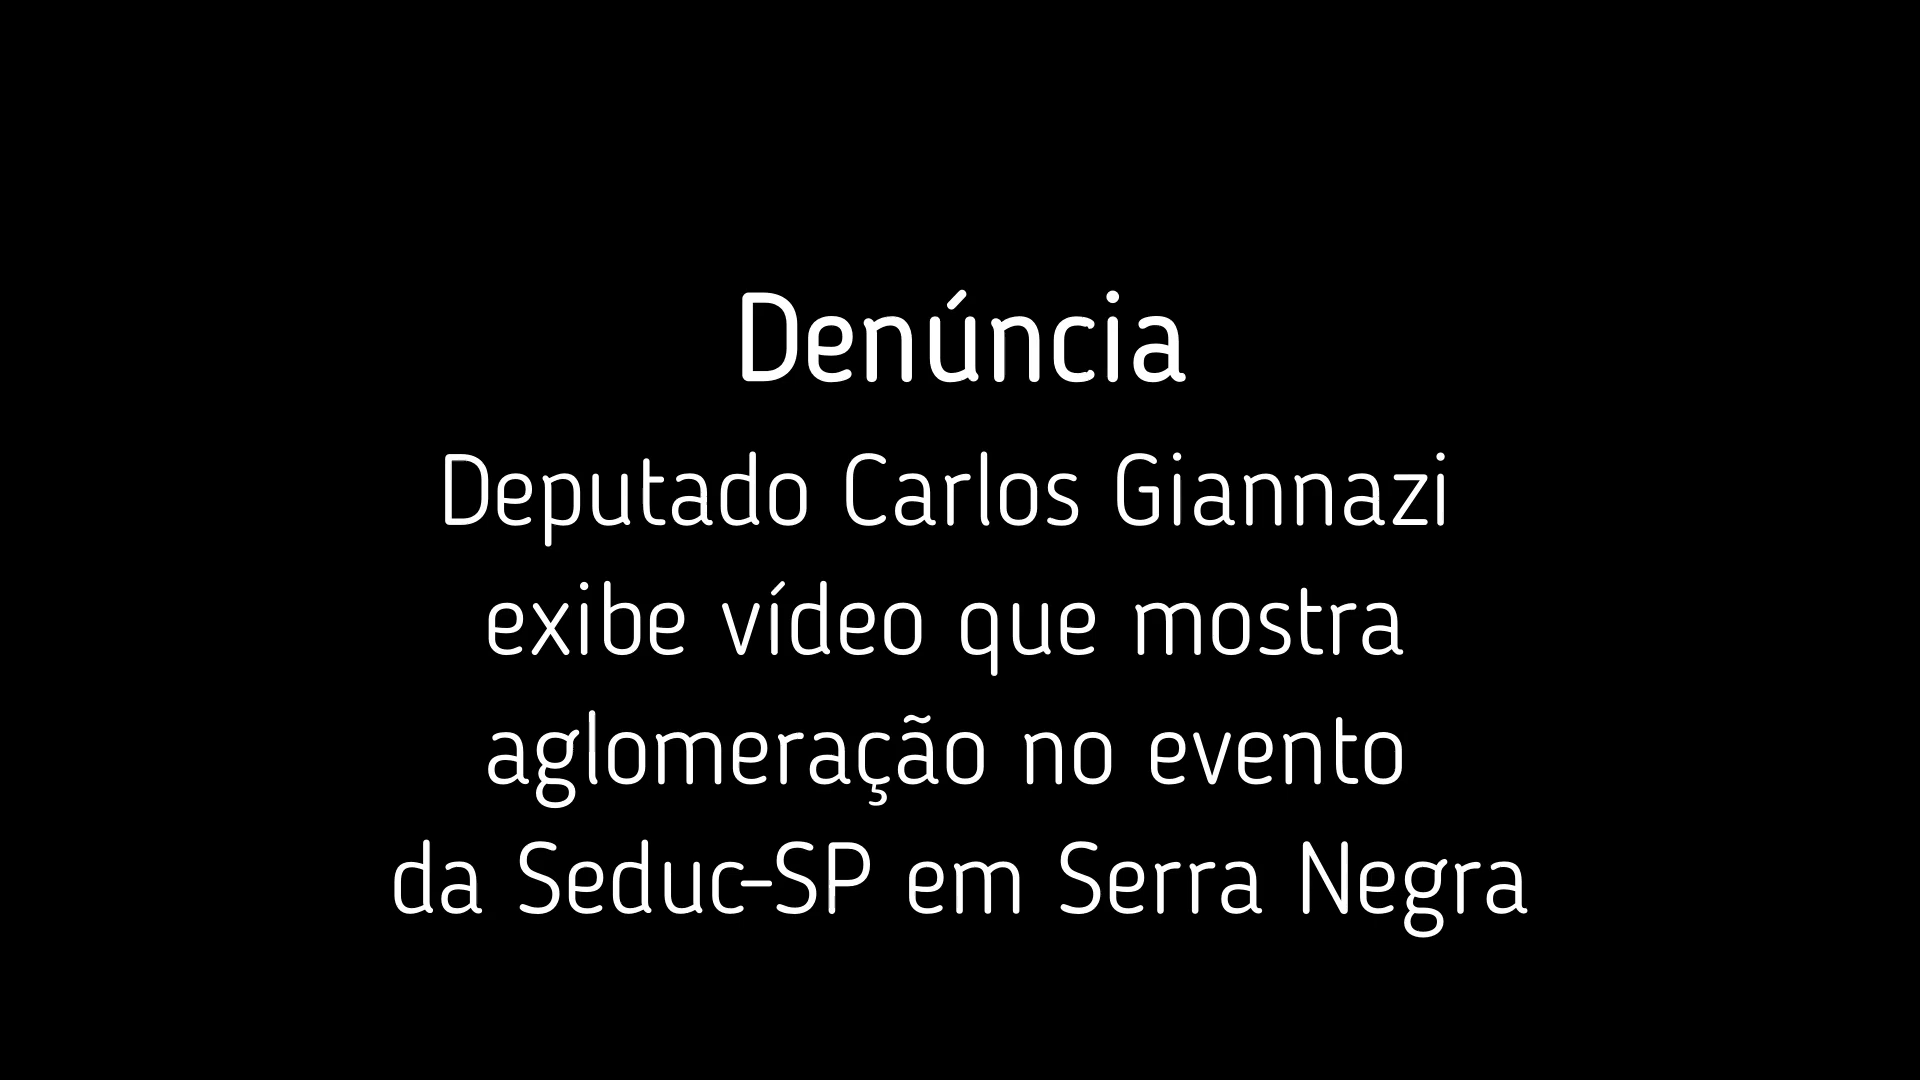 Denúncia
Deputado Carlos Giannazi
exibe vídeo que mostra
aglomeração no evento
da Seduc-SP em Serra Negra